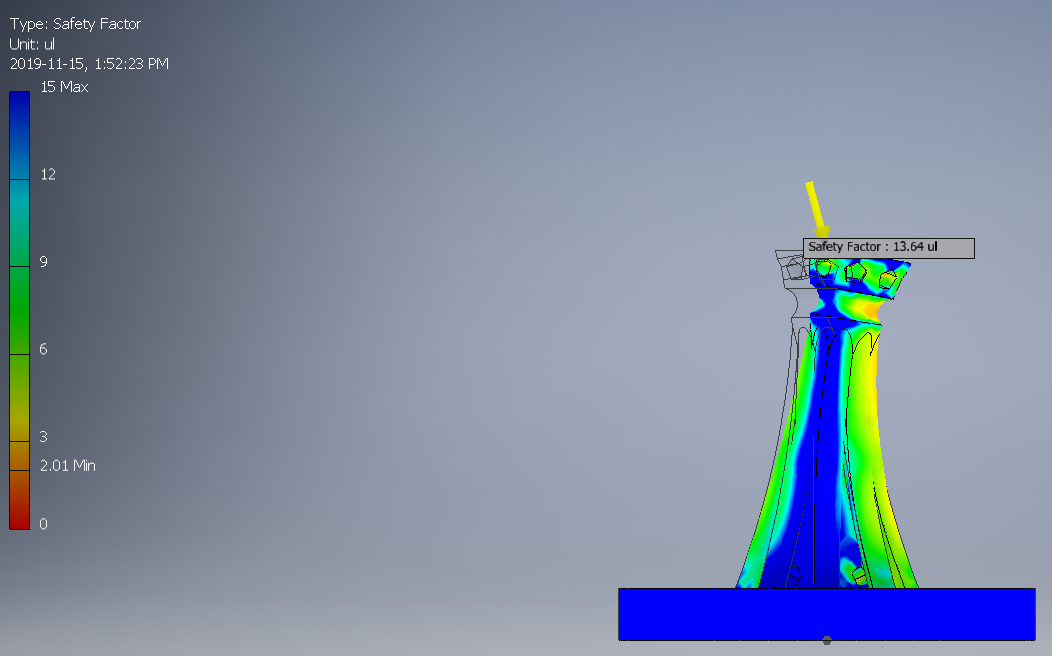 Type: Safety Factor
Unit: ul
2019-11-15, 1:52:23 PM
15 Max
12
9
6
3
2.01 Min
0
Safety Factor : 13.64 ul